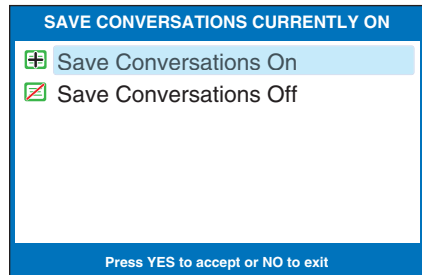 SAVE CONVERSATIONS CURRENTLY ON
Save Conversations On
Save Conversations Off
Press YES to accept or NO to exit